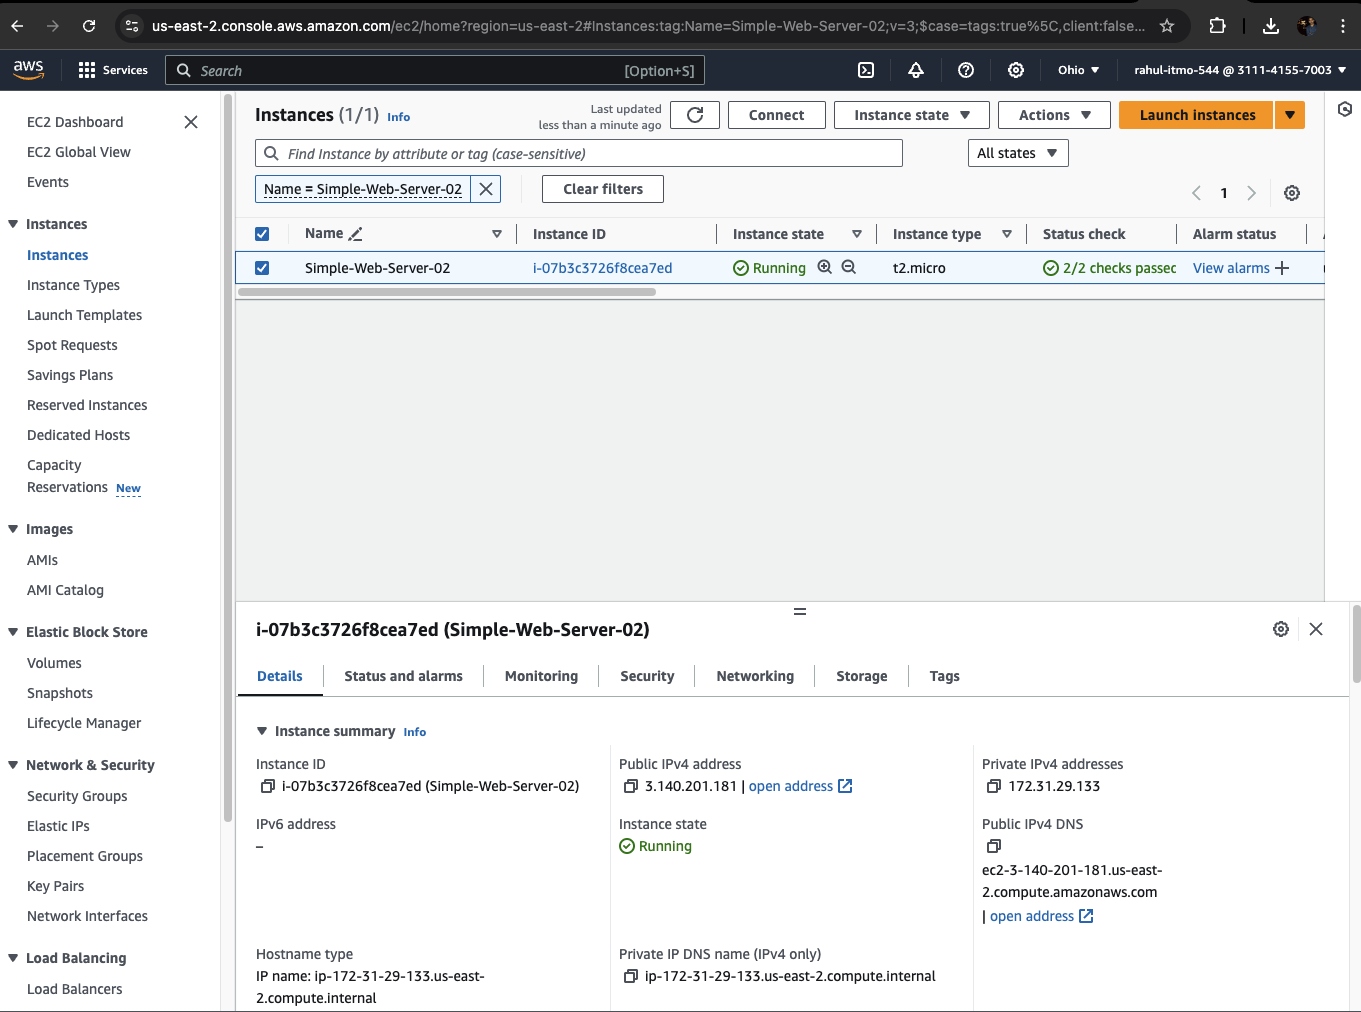 us-east-2.console.aws.amazon.com/ec2/home?region=us-east-2#Instances:tag:Name=Simple-Web-Server-02;v=3;$case=tags:true%5C,client:false...
aws
Services
Search
[Option+S]
Ohio
rahul-itmo-544 @ 3111-4155-7003
EC2 Dashboard
EC2 Global View
Events
Instances
Instances
Instance Types
Launch Templates
Spot Requests
Savings Plans
Reserved Instances
Dedicated Hosts
Capacity
Reservations New
Images
AMIs
AMI Catalog
Elastic Block Store
Volumes
Snapshots
Lifecycle Manager
Network & Security
Security Groups
Elastic IPs
Placement Groups
Key Pairs
Network Interfaces
Load Balancing
Load Balancers
Instances (1/1) Info
Last updated
less than a minute ago
Connect
Instance state
Actions
Launch instances
Find Instance by attribute or tag (case-sensitive)
All states
Name = Simple-Web-Server-02
Clear filters
1
Name
Instance ID
Instance state
Instance type
Status check
Alarm status
Simple-Web-Server-02
i-07b3c3726f8cea7ed
Running
t2.micro
2/2 checks passec
View alarms +
i-07b3c3726f8cea7ed (Simple-Web-Server-02)
Details
Status and alarms
Monitoring
Security
Networking
Storage
Tags
Instance summary Info
Instance ID
i-07b3c3726f8cea7ed (Simple-Web-Server-02)
Public IPv4 address
3.140.201.181 | open address
Private IPv4 addresses
172.31.29.133
IPv6 address
–
Instance state
Running
Public IPv4 DNS
ec2-3-140-201-181.us-east-
2.compute.amazonaws.com
| open address
Hostname type
IP name: ip-172-31-29-133.us-east-
2.compute.internal
Private IP DNS name (IPv4 only)
ip-172-31-29-133.us-east-2.compute.internal